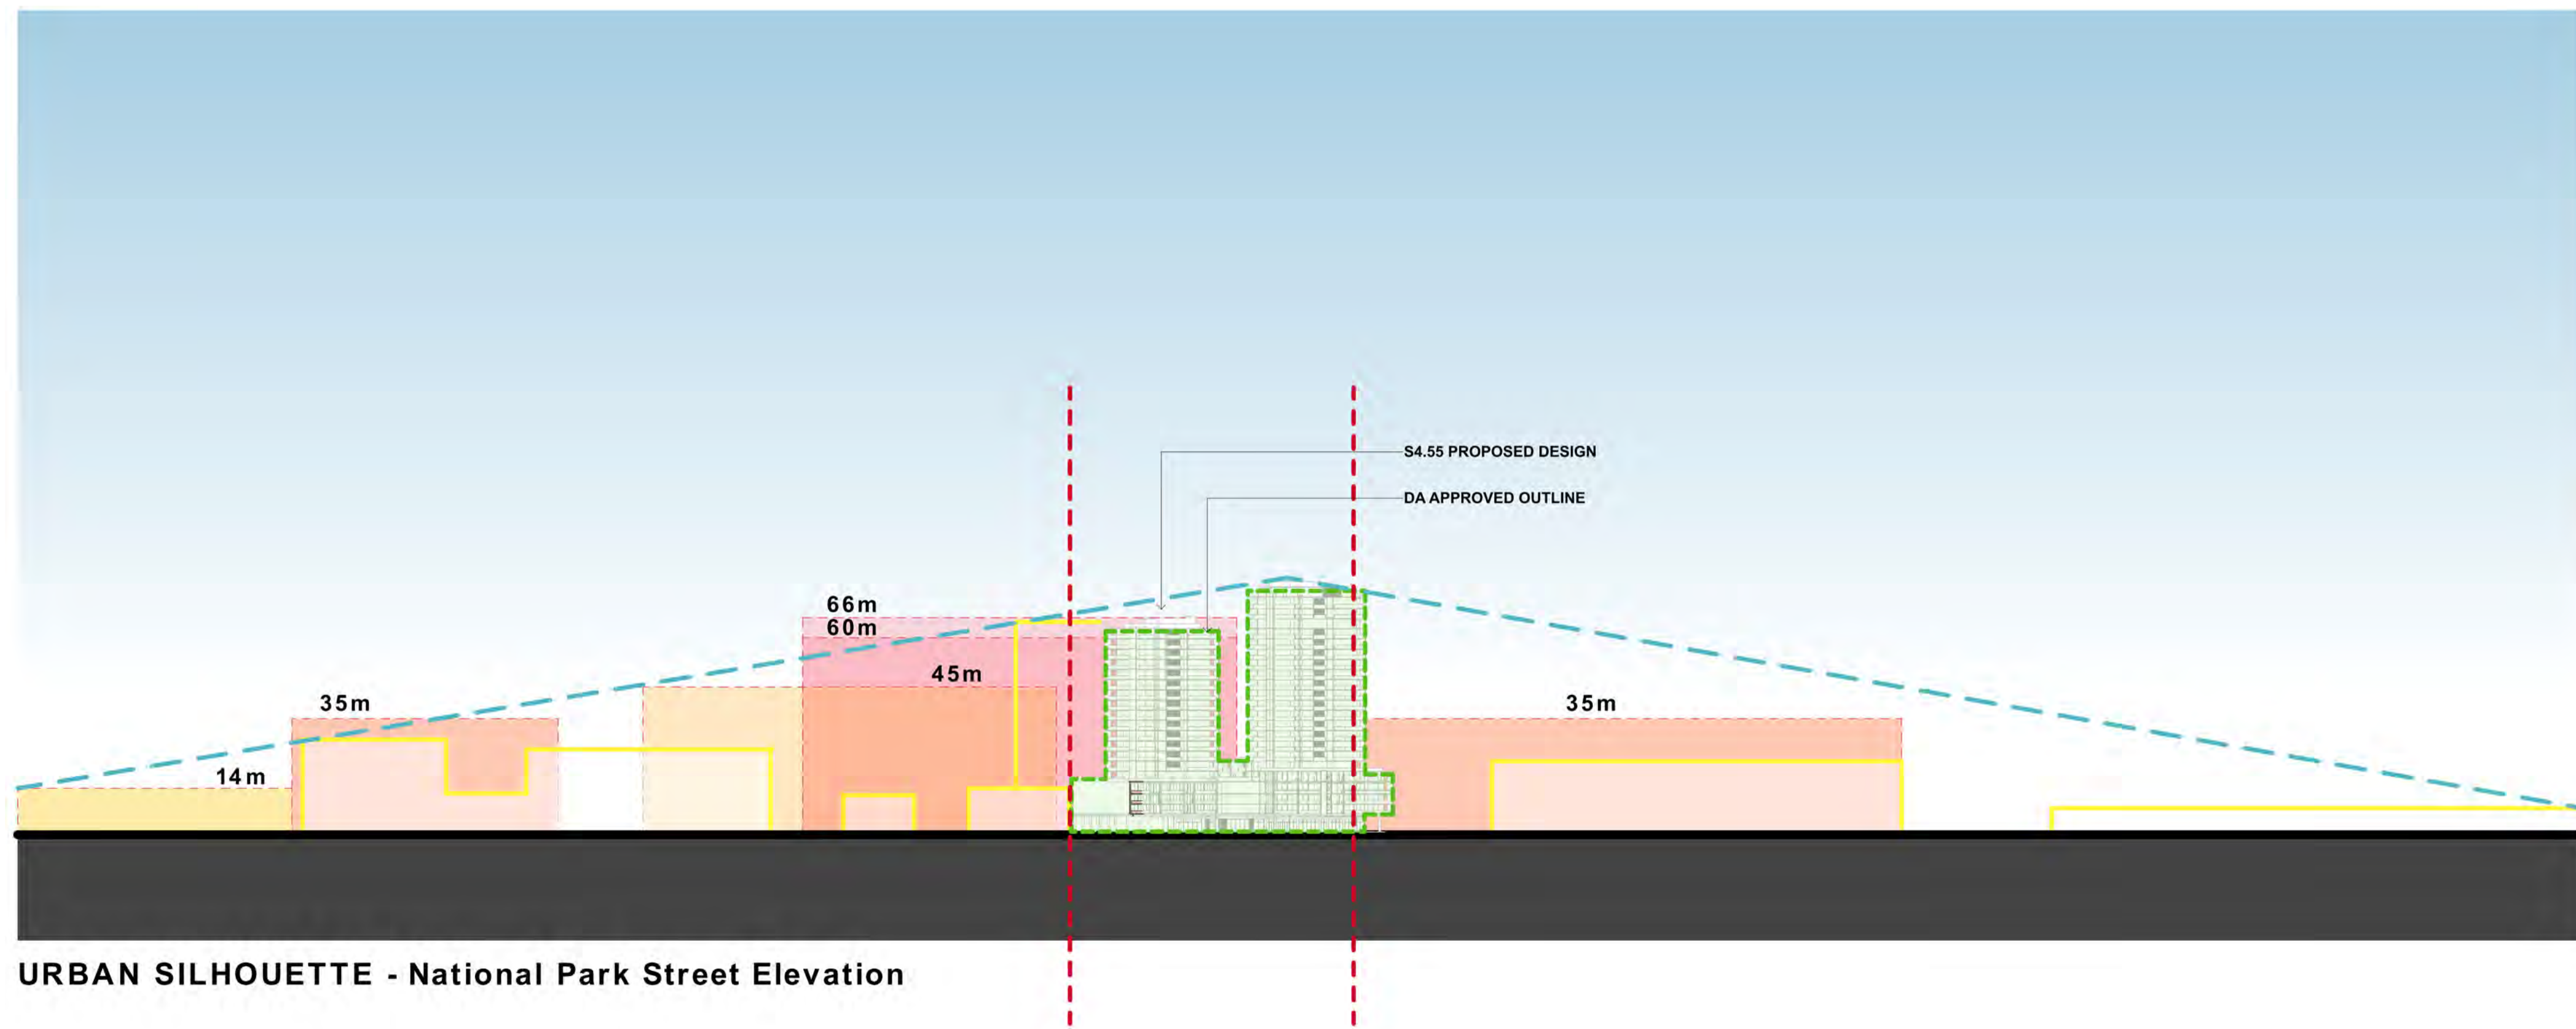 S4.55 PROPOSED DESIGN
DA APPROVED OUTLINE
66m
60m
45m
35m
35m
14m
URBAN SILHOUETTE - National Park Street Elevation